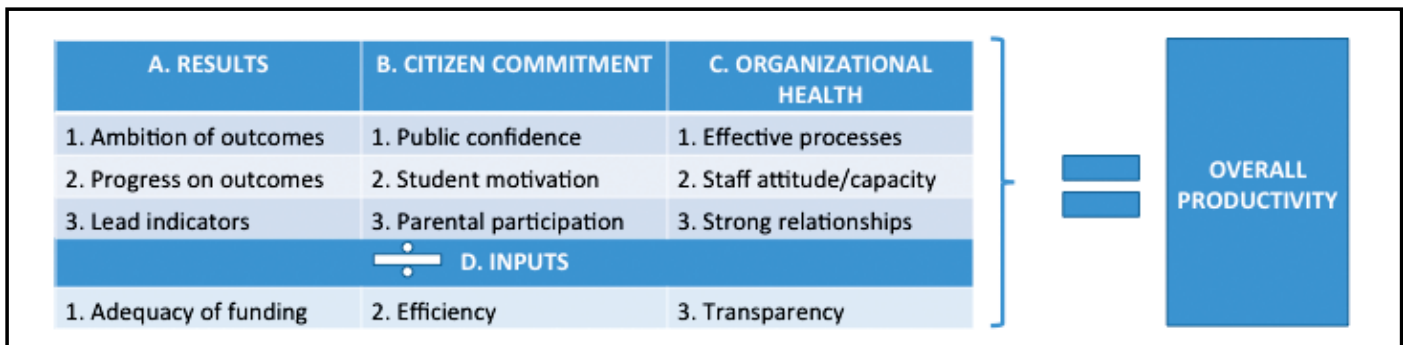 A. RESULTS
B. CITIZEN COMMITMENT
C. ORGANIZATIONAL
HEALTH
1. Ambition of outcomes
1. Public confidence
1. Effective processes
2. Progress on outcomes
2. Student motivation
2. Staff attitude/capacity
3. Lead indicators
3. Parental participation
3. Strong relationships
÷ D. INPUTS
1. Adequacy of funding
2. Efficiency
3. Transparency
=
OVERALL
PRODUCTIVITY